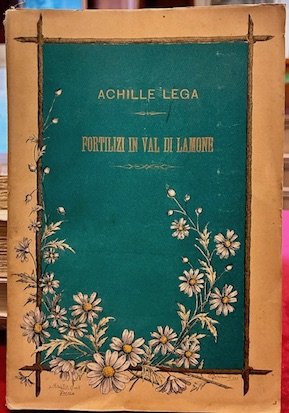 ACHILLE LEGA
FORTILIZI IN VAL DI LAMONE